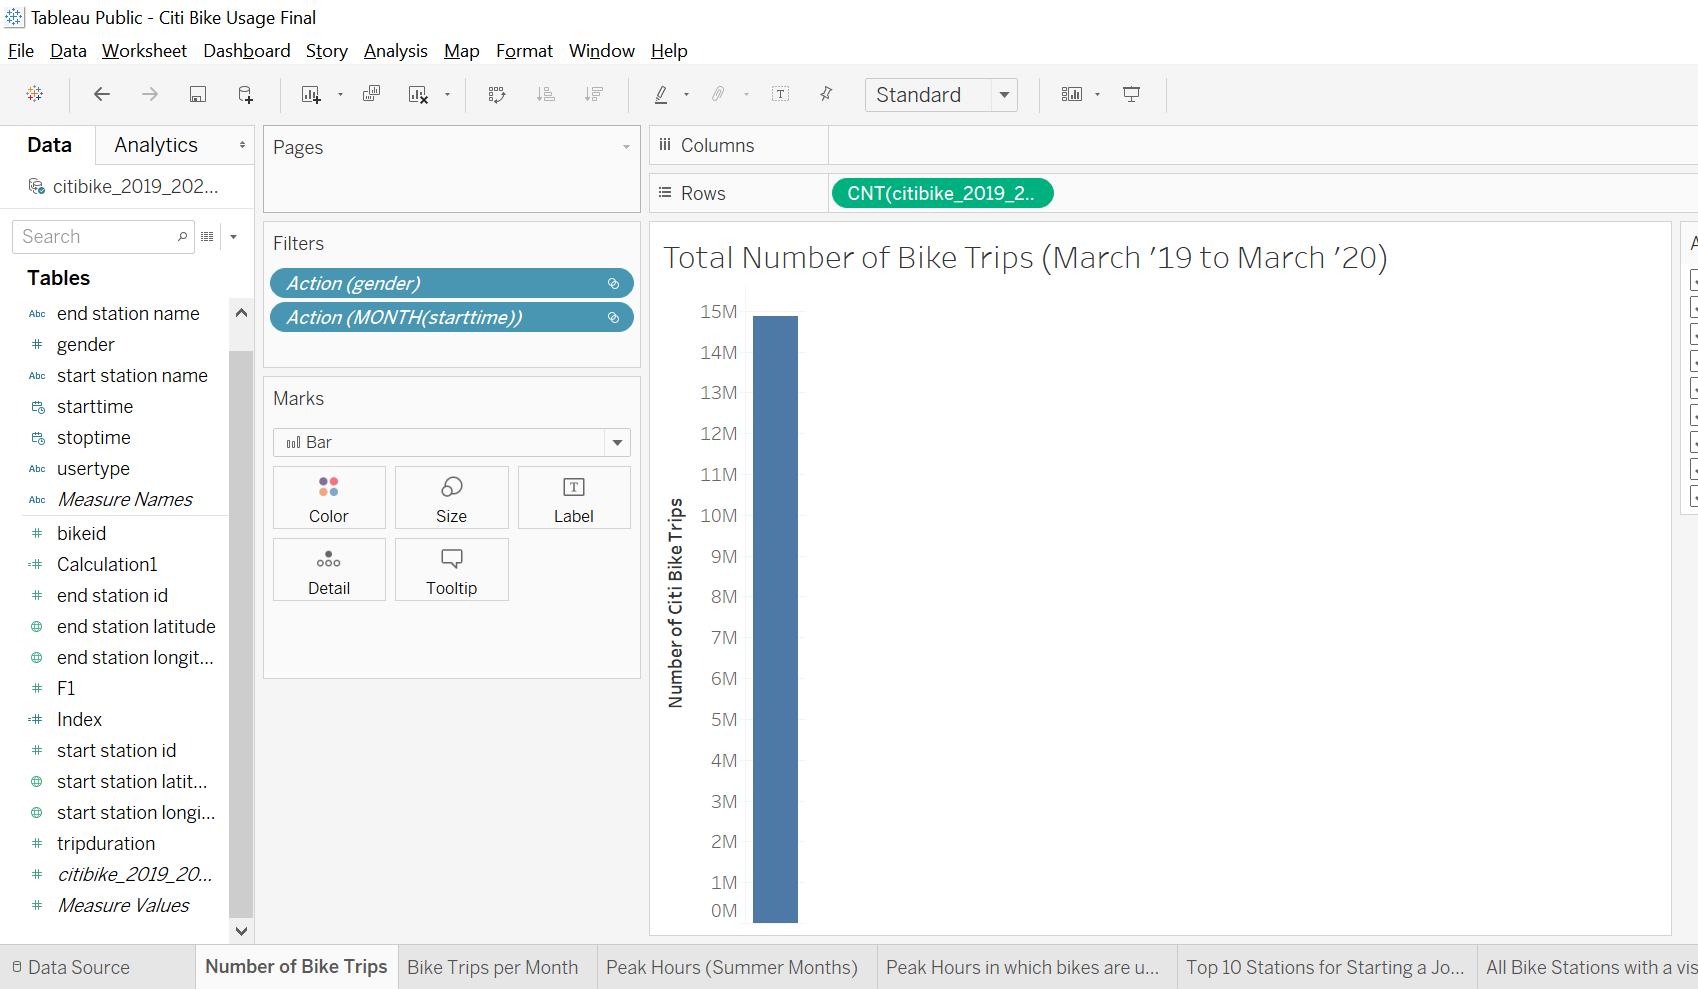 Tableau Public - Citi Bike Usage Final
File Data Worksheet Dashboard Story Analysis Map Format Window Help
Standard
Data Analytics
citibike_2019_202...
Search
Tables
Abc end station name
# gender
Abc start station name
starttime
stoptime
Abc usertype
Abc Measure Names
# bikeid
=# Calculation1
# end station id
end station latitude
end station longit...
# F1
=# Index
# start station id
start station latit...
start station longi...
# tripduration
# citibike_2019_20...
# Measure Values
Pages
Filters
Action (gender)
Action (MONTH(starttime))
Marks
Bar
Color Size Label
Detail Tooltip
Columns
Rows CNT(citibike_2019_2..
Total Number of Bike Trips (March '19 to March '20)
Number of Citi Bike Trips
15M
14M
13M
12M
11M
10M
9M
8M
7M
6M
5M
4M
3M
2M
1M
0M
Data Source Number of Bike Trips Bike Trips per Month Peak Hours (Summer Months) Peak Hours in which bikes are u... Top 10 Stations for Starting a Jo... All Bike Stations with a vis